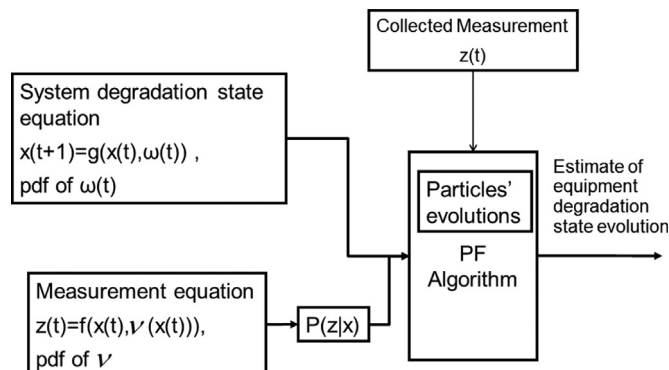 Collected Measurement
z(t)
System degradation state
equation
x(t+1)=g(x(t),ω(t)) ,
pdf of ω(t)
Particles'
evolutions
PF
Algorithm
Estimate of
equipment
degradation
state evolution
Measurement equation
z(t)=f(x(t),ν(x(t))),
pdf of ν
P(z|x)